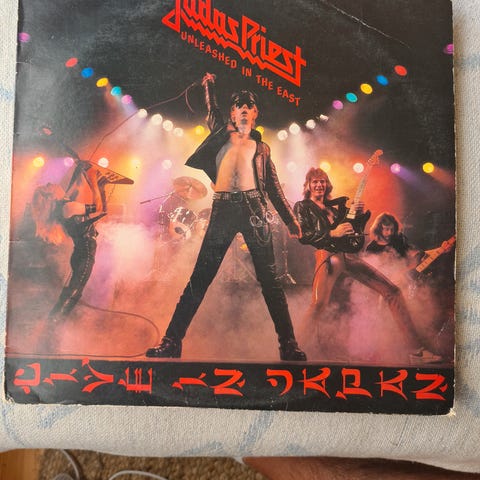 Judas Priest
UNLEASHED IN THE EAST
LIVE IN JAPAN